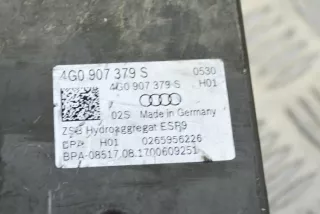 4G0 907 379 S 0530
4G0 907 379 S H01
02S Made in Germany
ZSB Hydroaggregat ESP9
CP# H01 0265956226
BPA-08517.08.1700609251